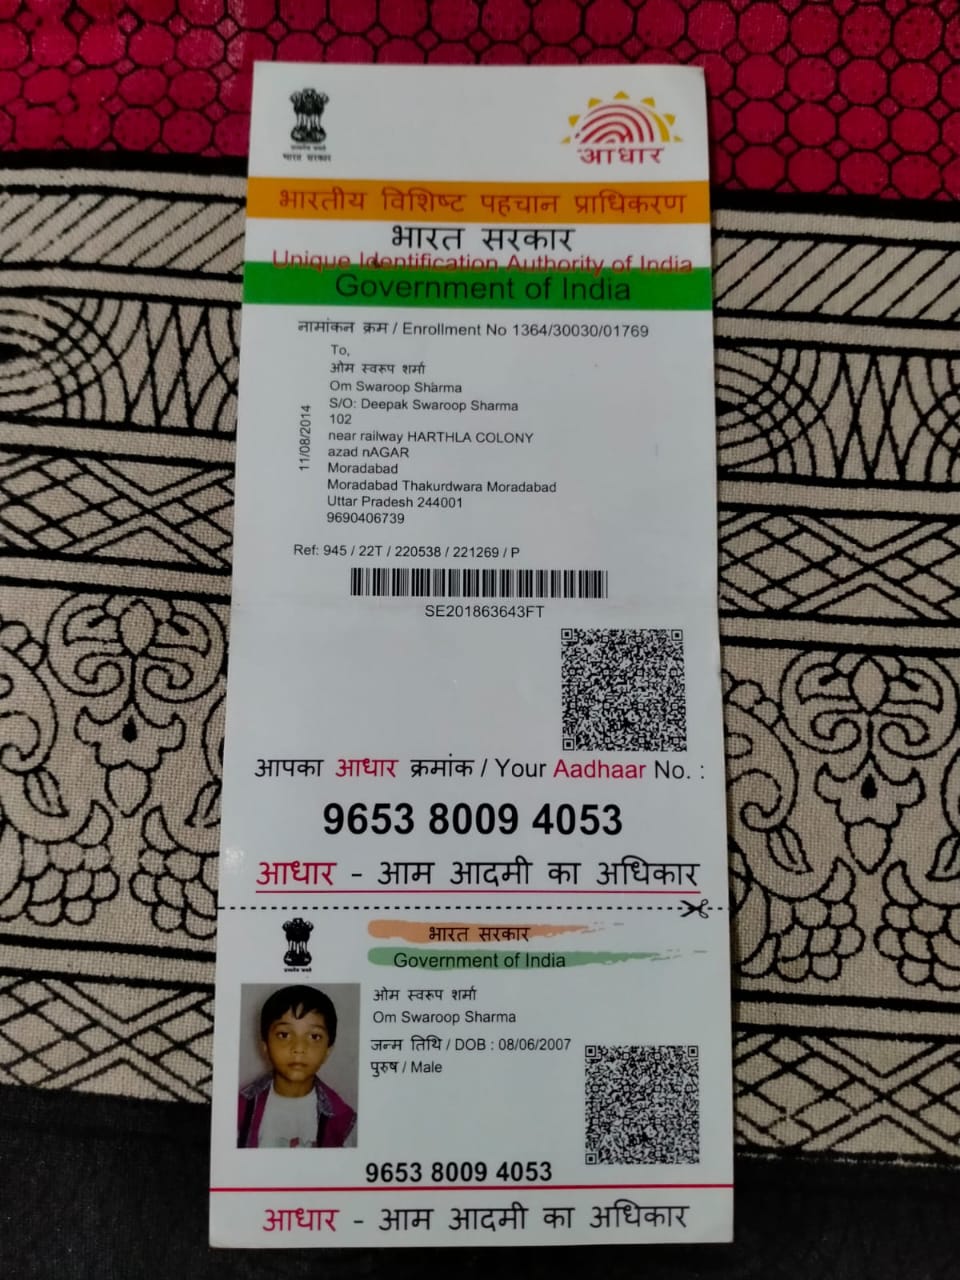 भारत सरकार
आधार
भारतीय विशिष्ट पहचान प्राधिकरण
भारत सरकार
Unique Identification Authority of India
Government of India
नामांकन क्रम / Enrollment No 1364/30030/01769
To,
ओम स्वरूप शर्मा
Om Swaroop Sharma
S/O: Deepak Swaroop Sharma
102
near railway HARTHLA COLONY
azad nAGAR
Moradabad
Moradabad Thakurdwara Moradabad
Uttar Pradesh 244001
9690406739
11/08/2014
Ref: 945 / 22T / 220538 / 221269 / P
SE201863643FT
आपका आधार क्रमांक / Your Aadhaar No. :
9653 8009 4053
आधार - आम आदमी का अधिकार
भारत सरकार
Government of India
ओम स्वरूप शर्मा
Om Swaroop Sharma
जन्म तिथि / DOB : 08/06/2007
पुरुष / Male
9653 8009 4053
आधार - आम आदमी का अधिकार